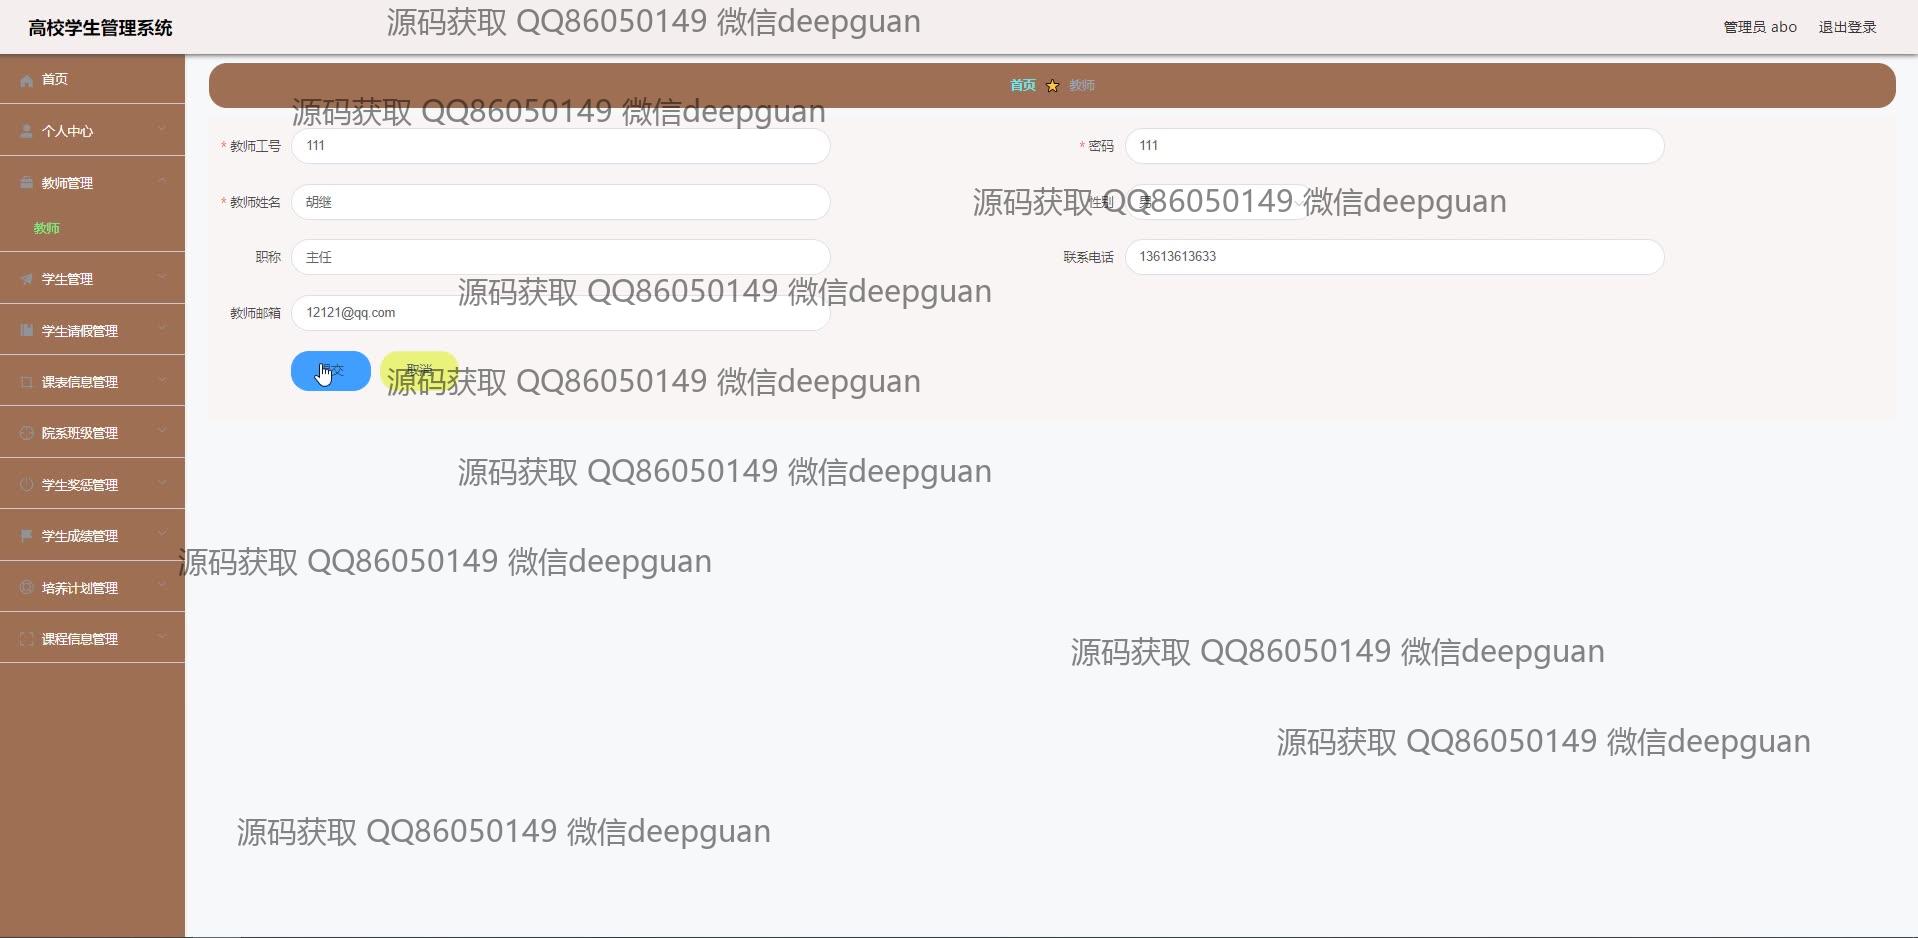 高校学生管理系统
源码获取 QQ86050149 微信deepguan
管理员 abo
退出登录
首页
个人中心
教师管理
教师
学生管理
学生请假管理
课表信息管理
院系班级管理
学生奖惩管理
学生成绩管理
培养计划管理
课程信息管理
首页 教师
源码获取 QQ86050149 微信deepguan
* 教师工号 111
* 密码 111
* 教师姓名 胡继
性别 男
源码获取 QQ86050149 微信deepguan
职称 主任
联系电话 13613613633
源码获取 QQ86050149 微信deepguan
教师邮箱 12121@qq.com
提交 取消
源码获取 QQ86050149 微信deepguan
源码获取 QQ86050149 微信deepguan
源码获取 QQ86050149 微信deepguan
源码获取 QQ86050149 微信deepguan
源码获取 QQ86050149 微信deepguan
源码获取 QQ86050149 微信deepguan